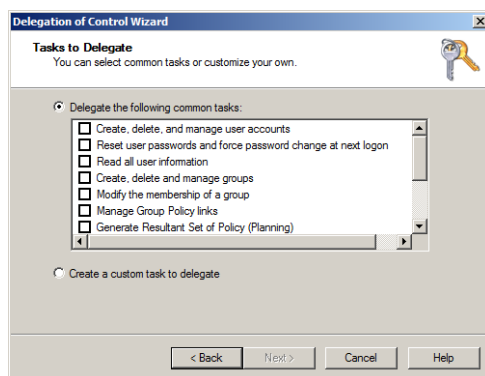 Delegation of Control Wizard
Tasks to Delegate
You can select common tasks or customize your own.
Delegate the following common tasks:
Create, delete, and manage user accounts
Reset user passwords and force password change at next logon
Read all user information
Create, delete and manage groups
Modify the membership of a group
Manage Group Policy links
Generate Resultant Set of Policy (Planning)
Create a custom task to delegate
< Back Next > Cancel Help